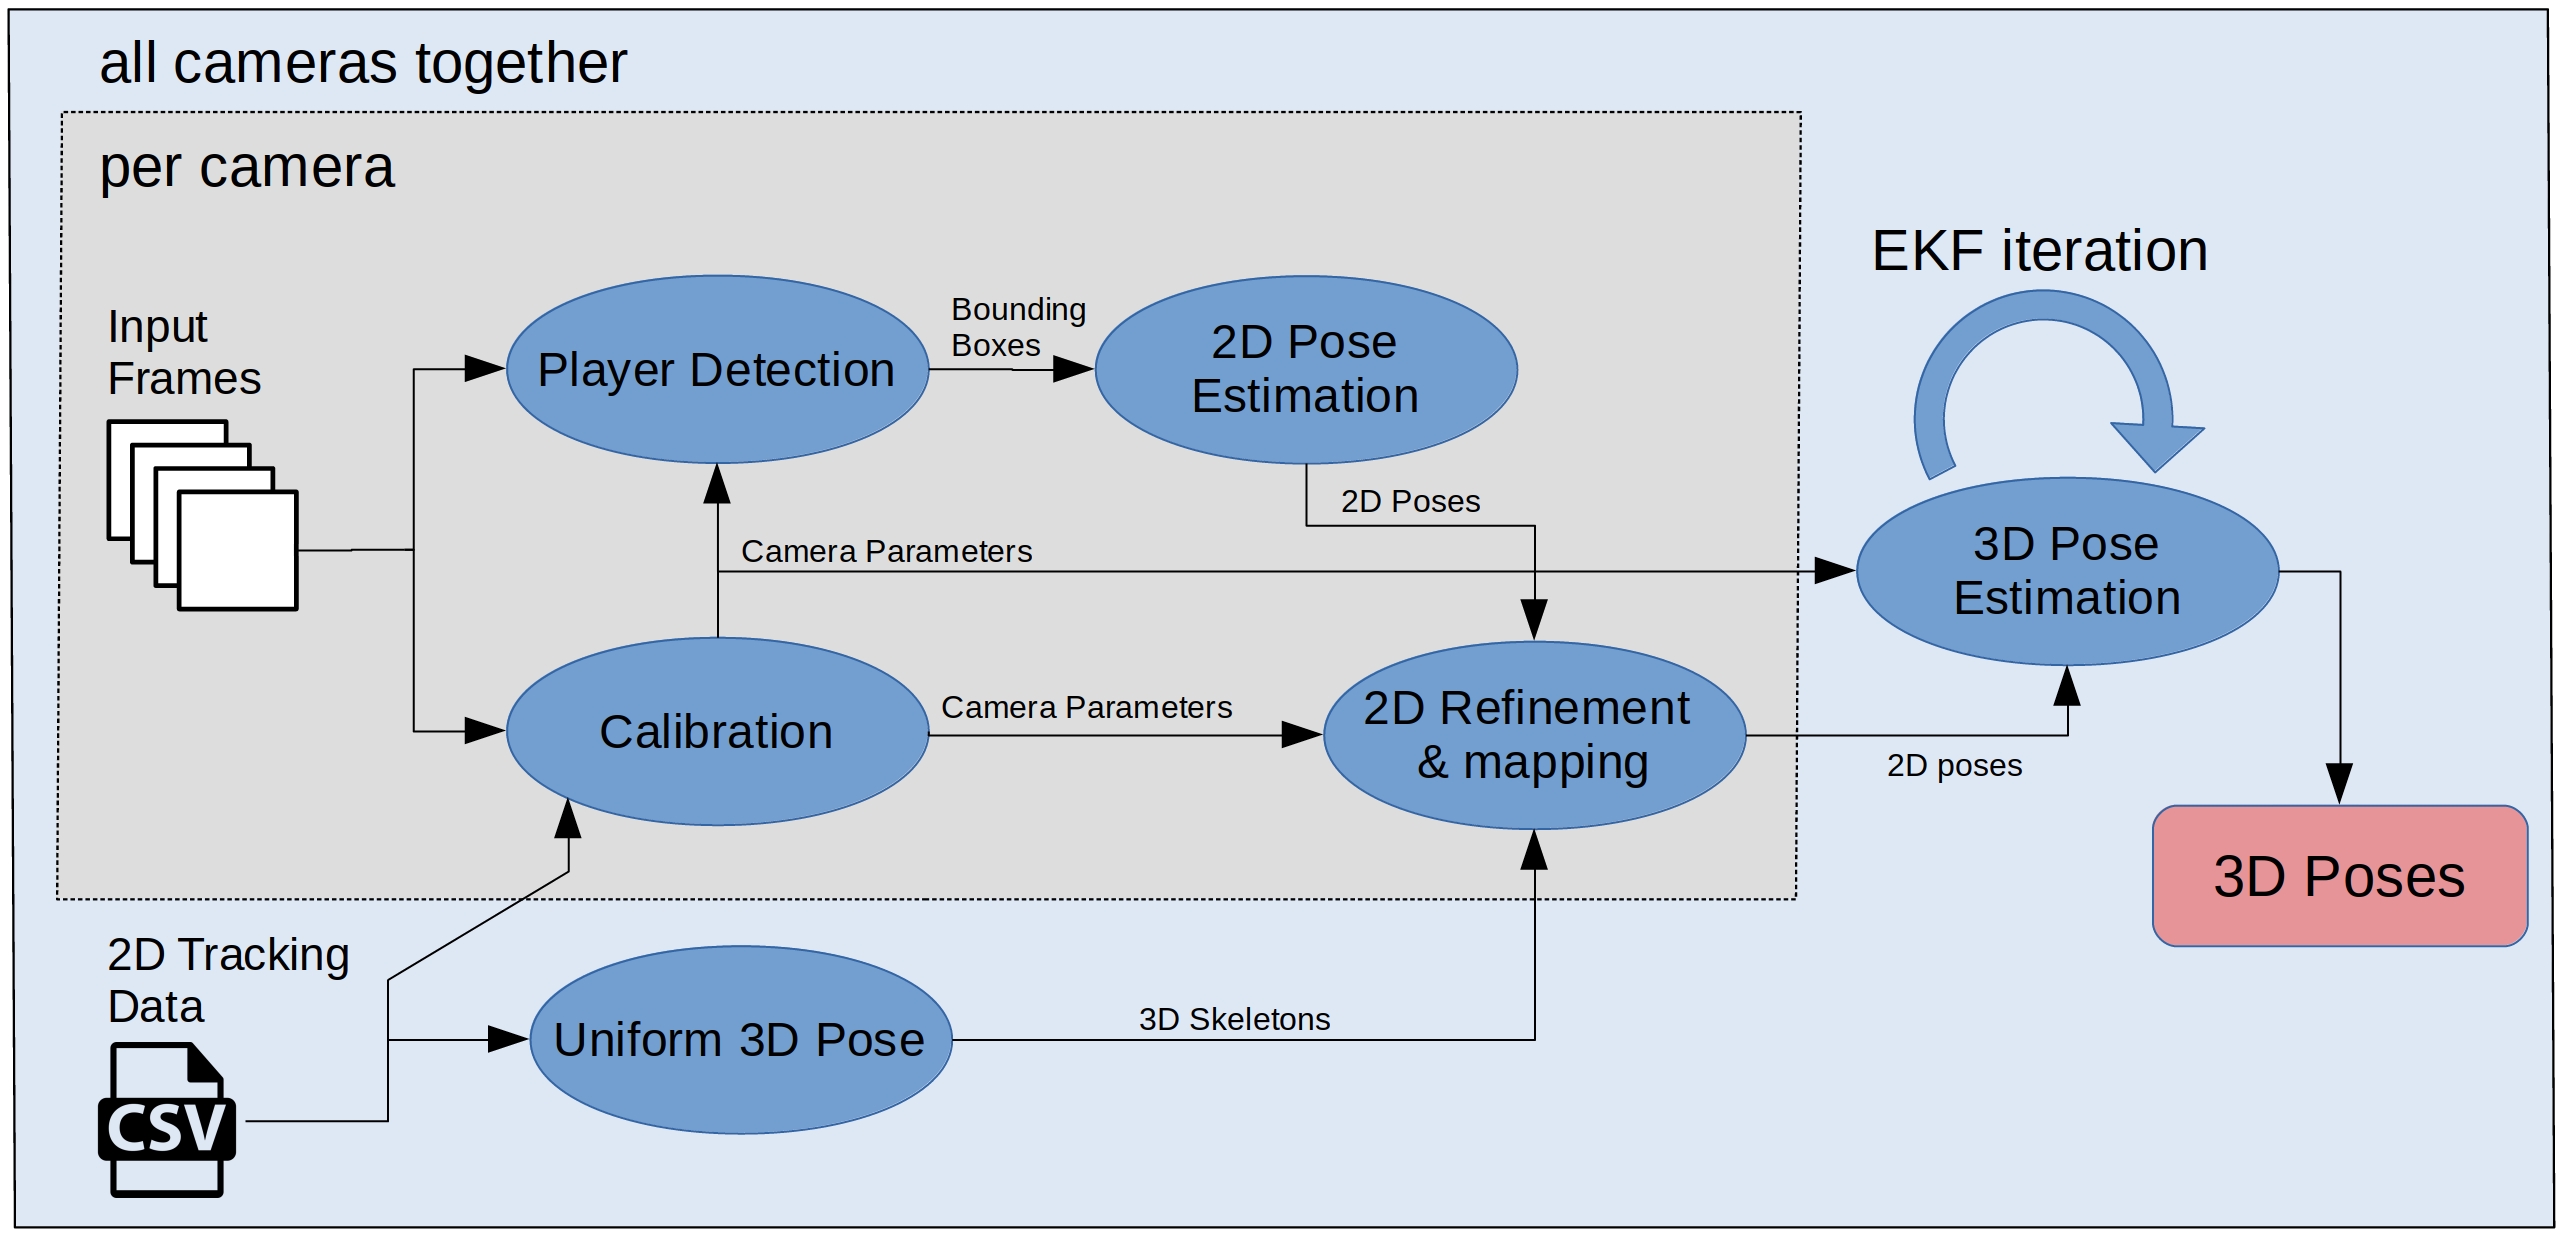 all cameras together
per camera
EKF iteration
Input
Frames
Player Detection
Bounding
Boxes
2D Pose
Estimation
2D Poses
Camera Parameters
3D Pose
Estimation
Calibration
Camera Parameters
2D Refinement
& mapping
2D poses
3D Poses
2D Tracking
Data
CSV
Uniform 3D Pose
3D Skeletons